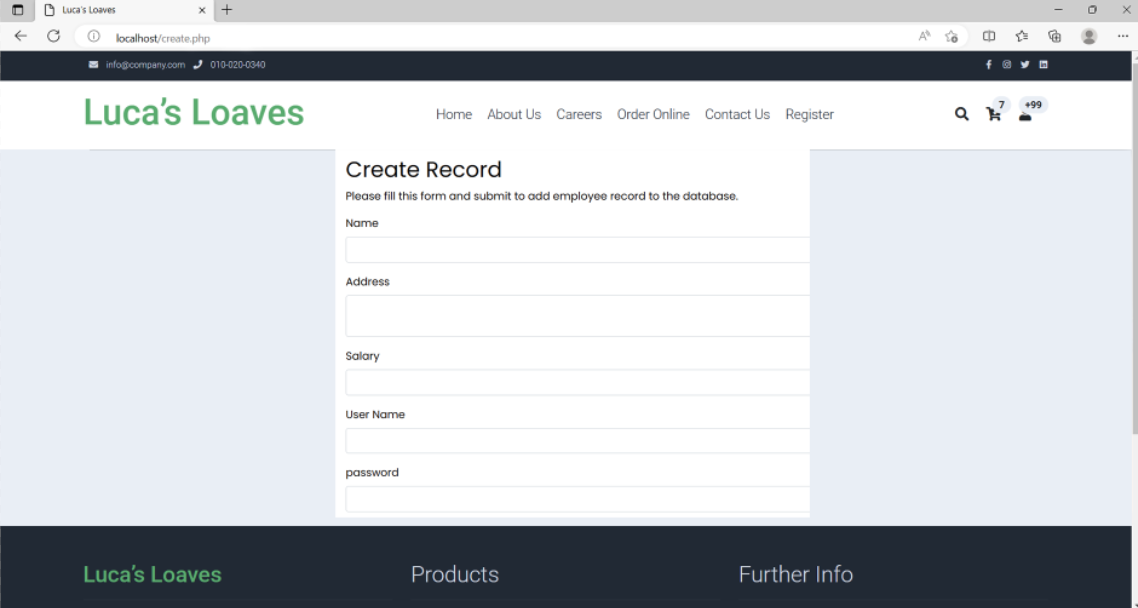 Luca's Loaves
localhost/create.php
info@company.com 010-020-0340
Luca's Loaves
Home About Us Careers Order Online Contact Us Register
7 +99
Create Record
Please fill this form and submit to add employee record to the database.
Name
Address
Salary
User Name
password
Luca's Loaves Products Further Info